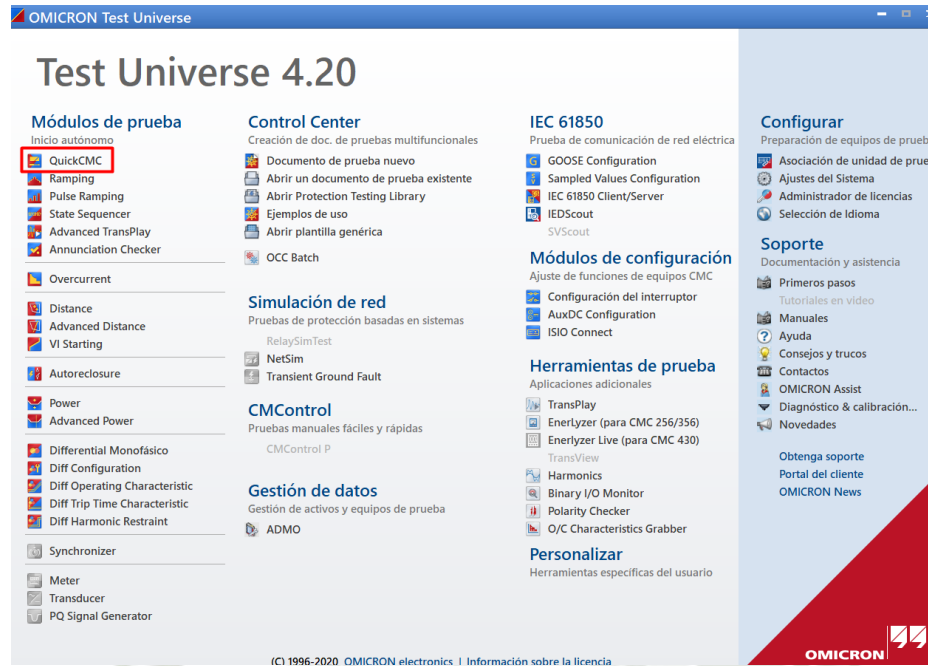 OMICRON Test Universe
Test Universe 4.20
Módulos de prueba
Inicio autónomo
QuickCMC
Ramping
Pulse Ramping
State Sequencer
Advanced TransPlay
Annunciation Checker
Overcurrent
Distance
Advanced Distance
VI Starting
Autoreclosure
Power
Advanced Power
Differential Monofásico
Diff Configuration
Diff Operating Characteristic
Diff Trip Time Characteristic
Diff Harmonic Restraint
Synchronizer
Meter
Transducer
PQ Signal Generator
Control Center
Creación de doc. de pruebas multifuncionales
Documento de prueba nuevo
Abrir un documento de prueba existente
Abrir Protection Testing Library
Ejemplos de uso
Abrir plantilla genérica
OCC Batch
Simulación de red
Pruebas de protección basadas en sistemas
RelaySimTest
NetSim
Transient Ground Fault
CMControl
Pruebas manuales fáciles y rápidas
CMControl P
Gestión de datos
Gestión de activos y equipos de prueba
ADMO
IEC 61850
Prueba de comunicación de red eléctrica
GOOSE Configuration
Sampled Values Configuration
IEC 61850 Client/Server
IEDScout
SVScout
Módulos de configuración
Ajuste de funciones de equipos CMC
Configuración del interruptor
AuxDC Configuration
ISIO Connect
Herramientas de prueba
Aplicaciones adicionales
TransPlay
EnerLyzer (para CMC 256/356)
Enerlyzer Live (para CMC 430)
TransView
Harmonics
Binary I/O Monitor
Polarity Checker
O/C Characteristics Grabber
Personalizar
Herramientas específicas del usuario
Configurar
Preparación de equipos de prueb
Asociación de unidad de prue
Ajustes del Sistema
Administrador de licencias
Selección de Idioma
Soporte
Documentación y asistencia
Primeros pasos
Tutoriales en video
Manuales
Ayuda
Consejos y trucos
Contactos
OMICRON Assist
Diagnóstico & calibración...
Novedades
Obtenga soporte
Portal del cliente
OMICRON News
OMICRON
(C) 1996-2020 OMICRON electronics | Información sobre la licencia